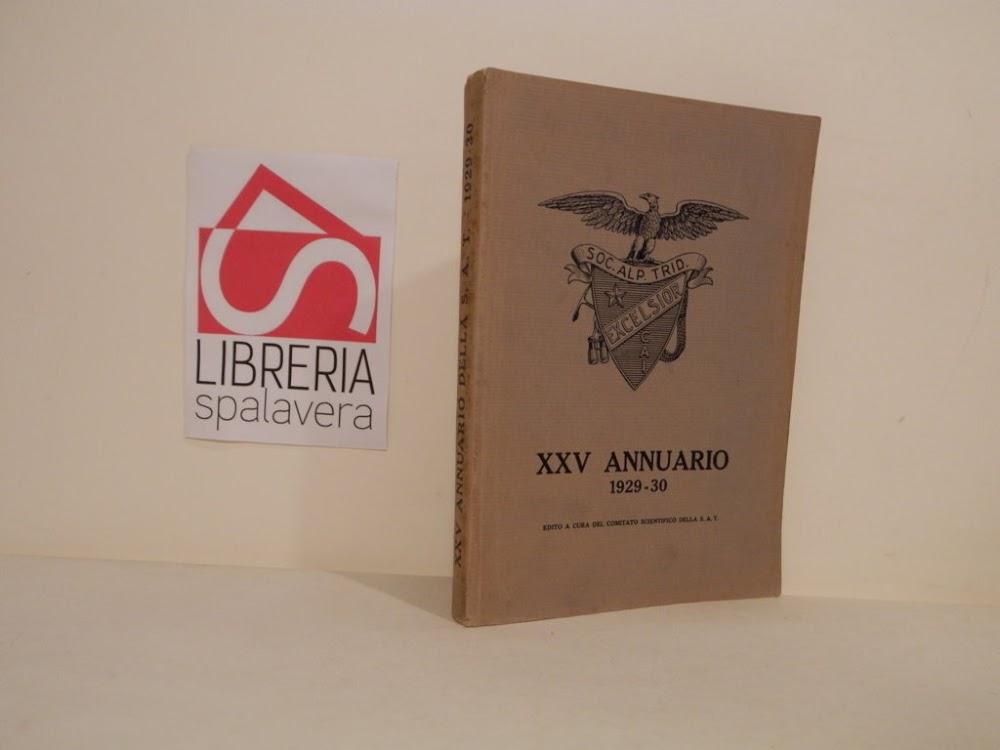 LIBRERIA
spalavera
XXV ANNUARIO DELLA S. A. T. - 1929-30
SOC. ALP. TRID.
EXCELSIOR
C A I
XXV ANNUARIO
1929-30
EDITO A CURA DEL COMITATO SCIENTIFICO DELLA S. A. T.